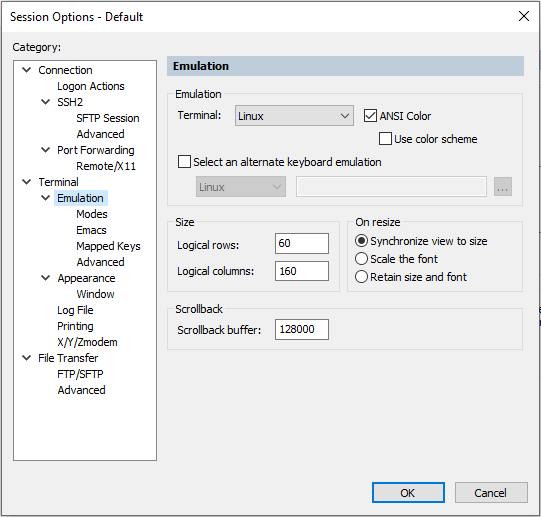 Session Options - Default
Category:
Connection
Logon Actions
SSH2
SFTP Session
Advanced
Port Forwarding
Remote/X11
Terminal
Emulation
Modes
Emacs
Mapped Keys
Advanced
Appearance
Window
Log File
Printing
X/Y/Zmodem
File Transfer
FTP/SFTP
Advanced
Emulation
Emulation
Terminal: Linux ANSI Color
Use color scheme
Select an alternate keyboard emulation
Linux ...
Size
Logical rows: 60
Logical columns: 160
On resize
Synchronize view to size
Scale the font
Retain size and font
Scrollback
Scrollback buffer: 128000
OK Cancel